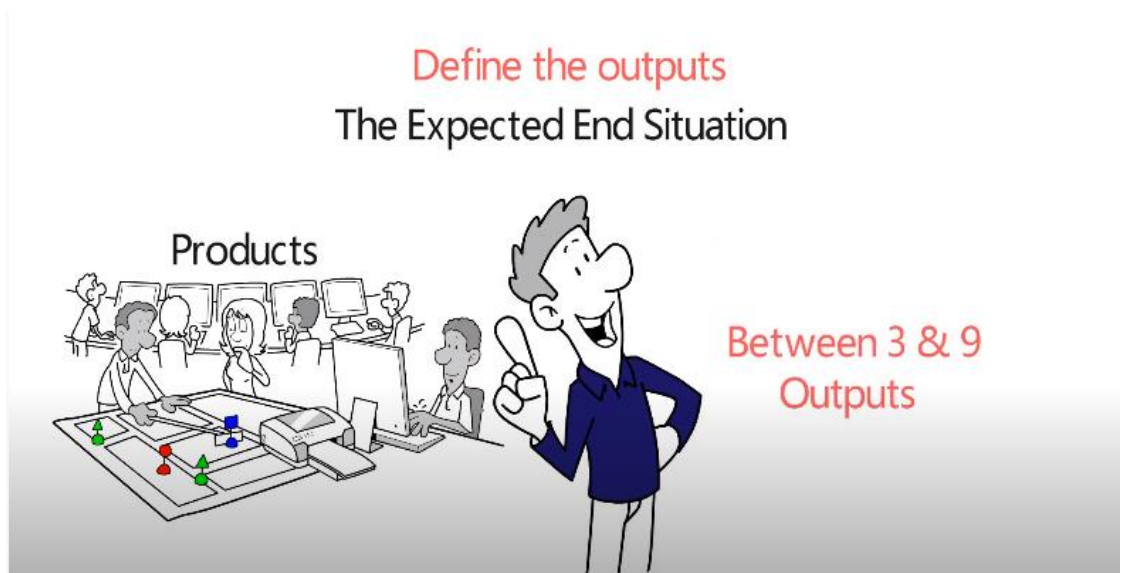 Define the outputs
The Expected End Situation
Products
Between 3 & 9
Outputs